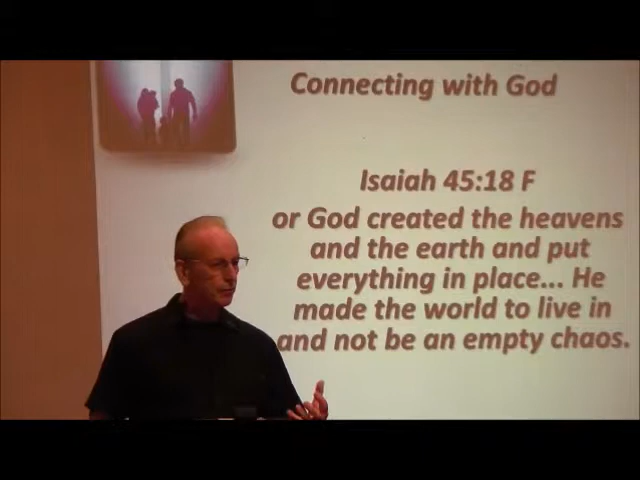 Connecting with God
Isaiah 45:18 F
or God created the heavens
and the earth and put
everything in place... He
made the world to live in
and not be an empty chaos.